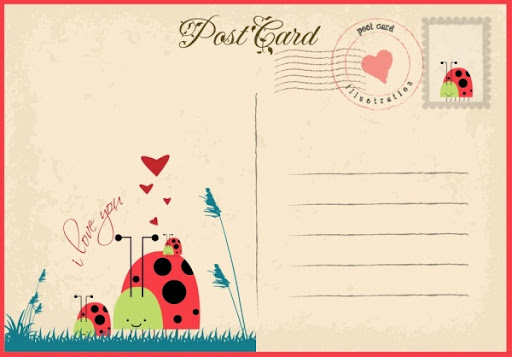 Post Card
post card
illustration
i love you